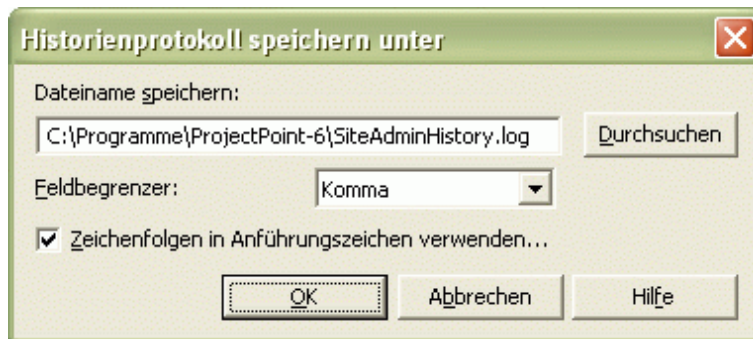 Historienprotokoll speichern unter
Dateiname speichern:
C:\Programme\ProjectPoint-6\SiteAdminHistory.log
Durchsuchen
Feldbegrenzer:
Komma
Zeichenfolgen in Anführungszeichen verwenden...
OK
Abbrechen
Hilfe